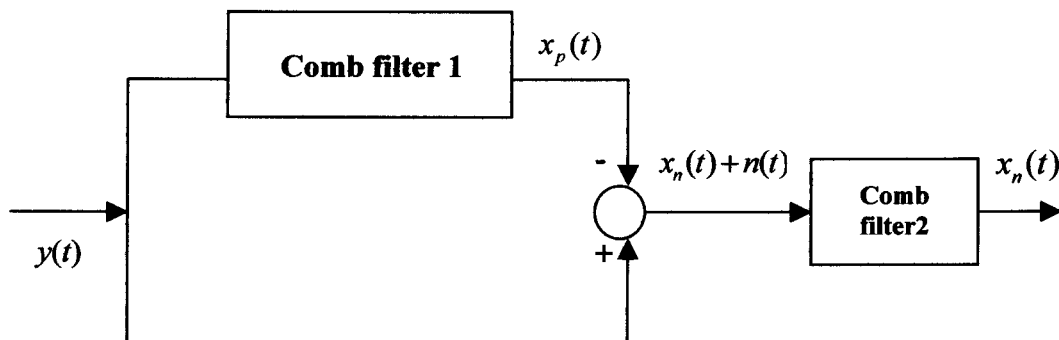 Comb filter 1
x_p(t)
-
x_n(t)+n(t)
x_n(t)
Comb
filter2
+
y(t)